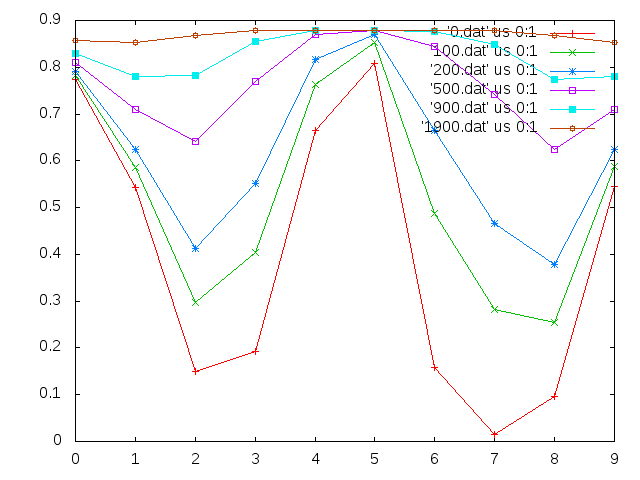 0.9
'0.dat' us 0:1
'100.dat' us 0:1
0.8
'200.dat' us 0:1
'500.dat' us 0:1
'900.dat' us 0:1
0.7
'1900.dat' us 0:1
0.6
0.5
0.4
0.3
0.2
0.1
0
0 1 2 3 4 5 6 7 8 9